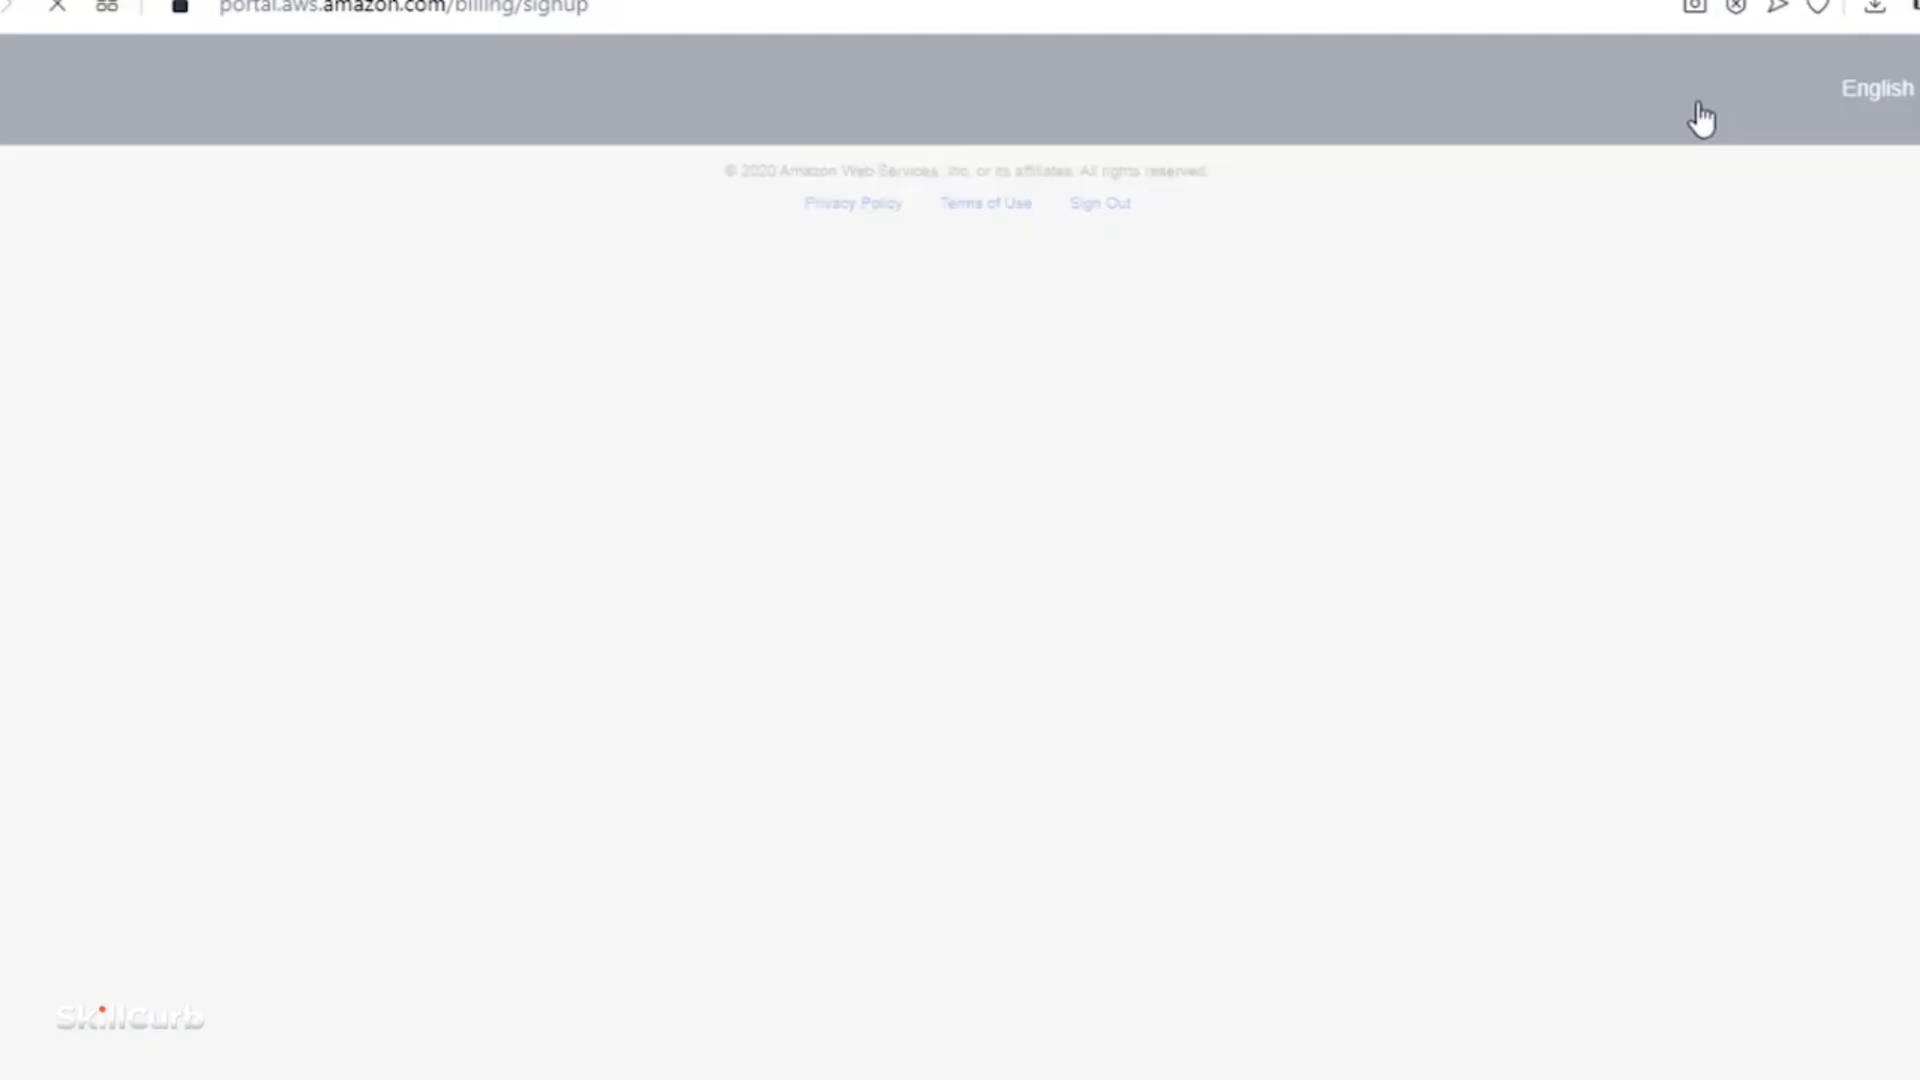 portal.aws.amazon.com/billing/signup
English
© 2020 Amazon Web Services, Inc. or its affiliates. All rights reserved.
Privacy Policy Terms of Use Sign Out
SkillCurb